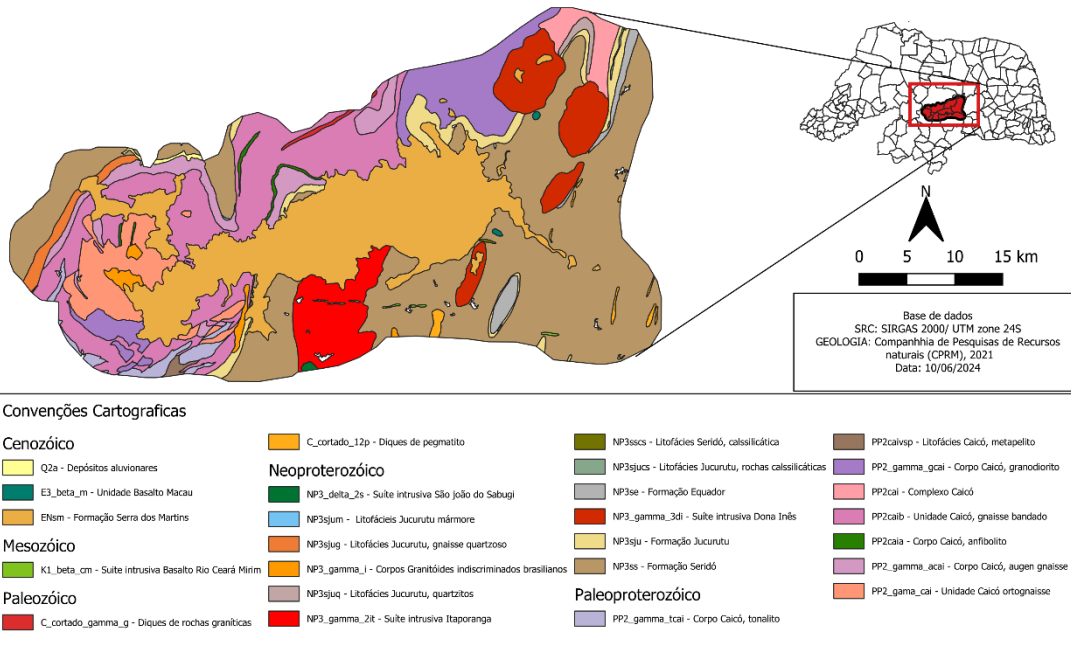 N
0 5 10 15 km
Base de dados
SRC: SIRGAS 2000/ UTM zone 24S
GEOLOGIA: Companhhia de Pesquisas de Recursos
naturais (CPRM), 2021
Data: 10/06/2024
Convenções Cartograficas
Cenozóico
Q2a - Depósitos aluvionares
E3_beta_m - Unidade Basalto Macau
ENsm - Formação Serra dos Martins
Mesozóico
K1_beta_cm - Suite intrusiva Basalto Rio Ceará Mirim
Paleozóico
C_cortado_gamma_g - Diques de rochas graníticas
C_cortado_12p - Diques de pegmatito
Neoproterozóico
NP3_delta_2s - Suíte intrusiva São joão do Sabugi
NP3sjum - Litofácieis Jucurutu mármore
NP3sjug - Litofácies Jucurutu, gnaisse quartzoso
NP3_gamma_i - Corpos Granitóides indiscriminados brasilianos
NP3sjuq - Litofácies Jucurutu, quartzitos
NP3_gamma_2it - Suíte intrusiva Itaporanga
NP3sscs - Litofácies Seridó, calssilicática
NP3sjucs - Litofácies Jucurutu, rochas calssilicáticas
NP3se - Formação Equador
NP3_gamma_3di - Suíte intrusiva Dona Inês
NP3sju - Formação Jucurutu
NP3ss - Formação Seridó
Paleoproterozóico
PP2_gamma_tcai - Corpo Caicó, tonalito
PP2caivsp - Litofácies Caicó, metapelito
PP2_gamma_gcai - Corpo Caicó, granodiorito
PP2cai - Complexo Caicó
PP2caib - Unidade Caicó, gnaisse bandado
PP2caia - Corpo Caicó, anfibolito
PP2_gamma_acai - Corpo Caicó, augen gnaisse
PP2_gama_cai - Unidade Caicó ortognaisse